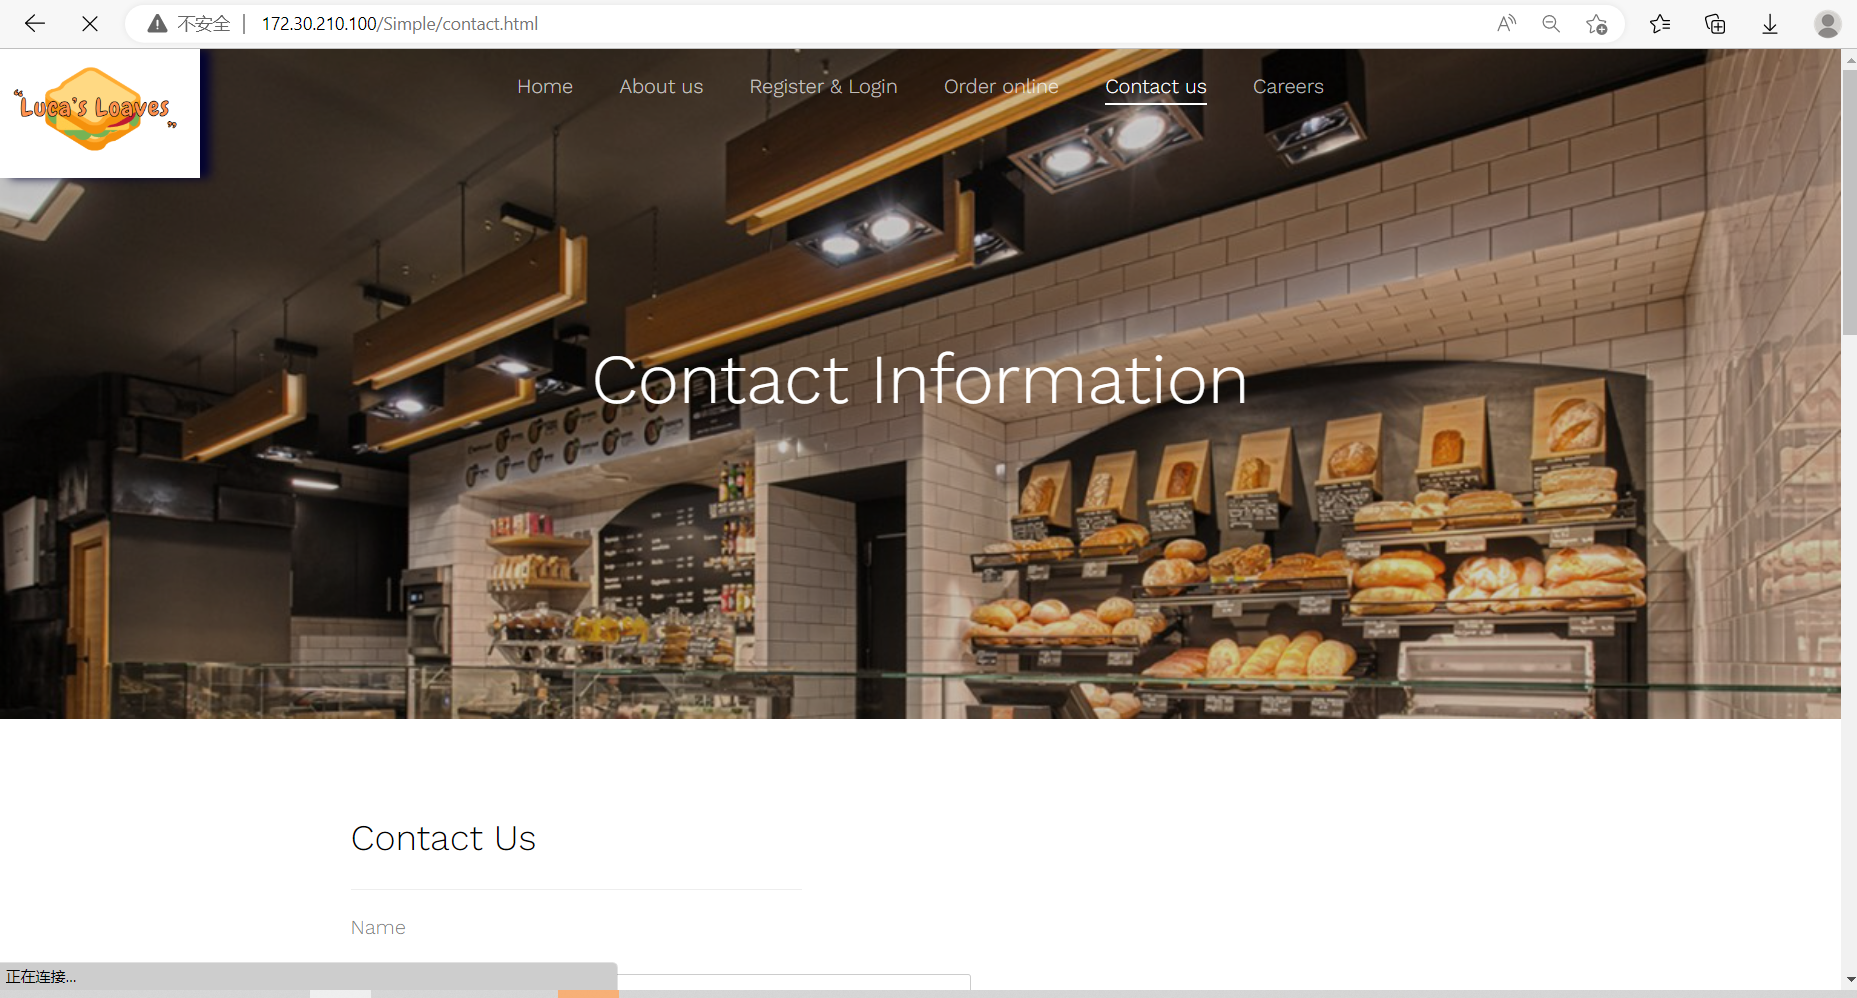 不安全 | 172.30.210.100/Simple/contact.html
"Luca's Loaves"
Home About us Register & Login Order online Contact us Careers
Contact Information
Contact Us
Name
正在连接...